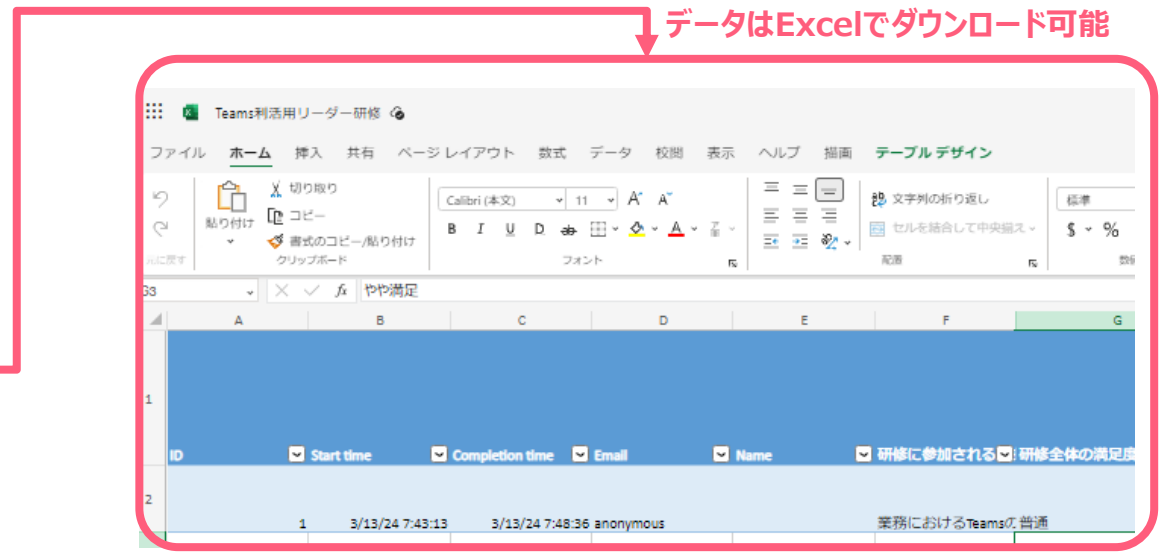 データはExcelでダウンロード可能
Teams利活用リーダー研修
ファイル ホーム 挿入 共有 ページ レイアウト 数式 データ 校閲 表示 ヘルプ 描画 テーブル デザイン
切り取り
コピー
貼り付け
書式のコピー/貼り付け
元に戻す クリップボード
Calibri (本文) 11 A A
B I U D ab A
フォント
文字列の折り返し
セルを結合して中央揃え
配置
標準
$ %
G3 fx やや満足
A B C D E F G
1
ID Start time Completion time Email Name 研修に参加される 研修全体の満足度
2
1 3/13/24 7:43:13 3/13/24 7:48:36 anonymous 業務におけるTeamsの 普通